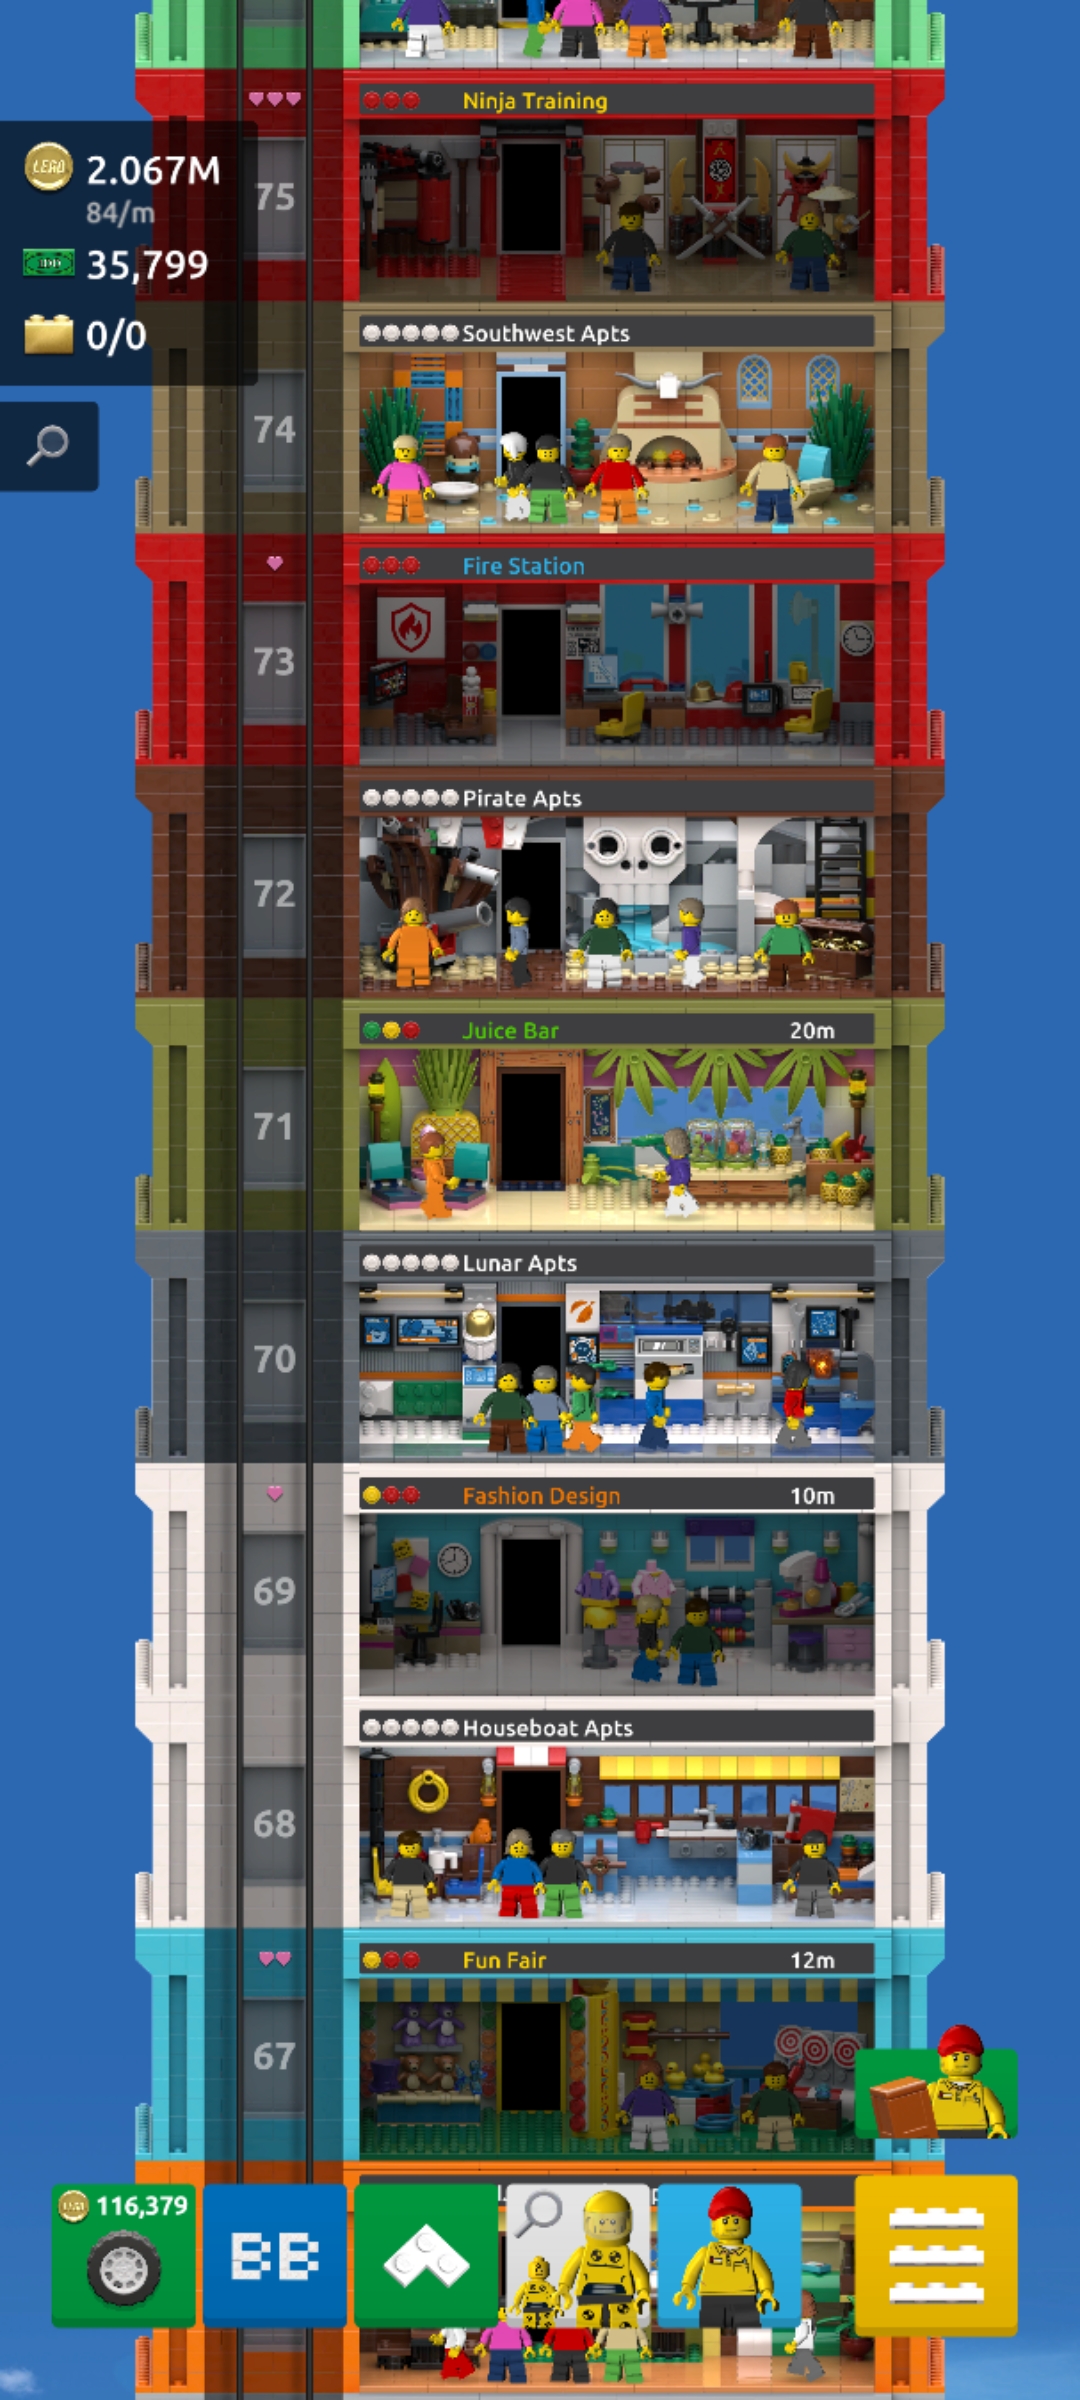 Ninja Training
LEGO 2.067M
84/m
75
35,799
0/0
Southwest Apts
74
Fire Station
73
Pirate Apts
72
Juice Bar 20m
71
Lunar Apts
70
Fashion Design 10m
69
Houseboat Apts
68
Fun Fair 12m
67
116,379
BB